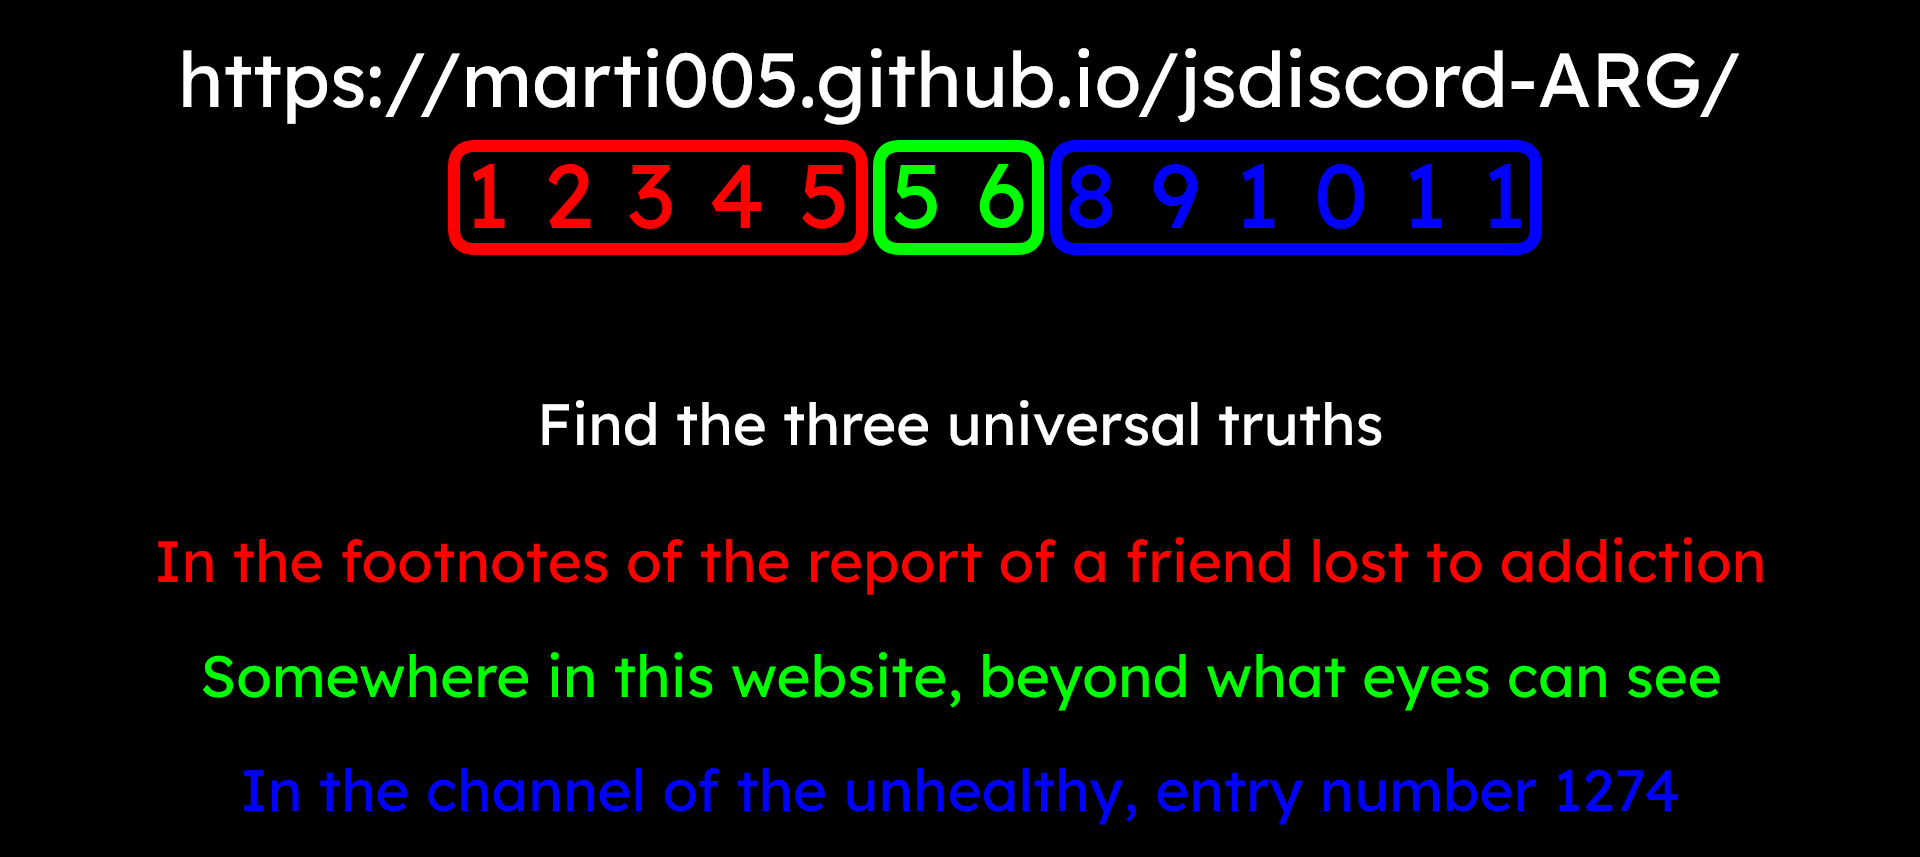 https://marti005.github.io/jsdiscord-ARG/
1 2 3 4 5 5 6 8 9 1 0 1 1
Find the three universal truths
In the footnotes of the report of a friend lost to addiction
Somewhere in this website, beyond what eyes can see
In the channel of the unhealthy, entry number 1274